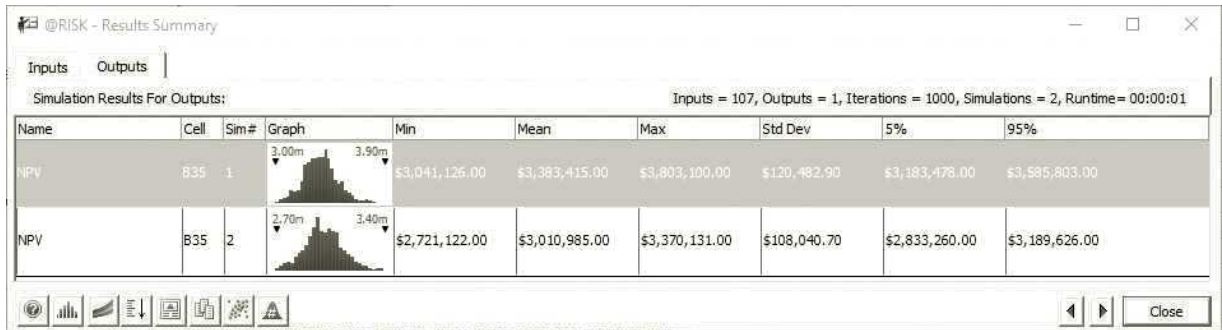 @RISK - Results Summary
Inputs Outputs
Simulation Results For Outputs: Inputs = 107, Outputs = 1, Iterations = 1000, Simulations = 2, Runtime= 00:00:01
Name Cell Sim# Graph Min Mean Max Std Dev 5% 95%
3.00m 3.90m
NPV B35 1 $3,041,126.00 $3,383,415.00 $3,803,100.00 $120,482.90 $3,183,478.00 $3,585,803.00
2.70m 3.40m
NPV B35 2 $2,721,122.00 $3,010,985.00 $3,370,131.00 $108,040.70 $2,833,260.00 $3,189,626.00
Close